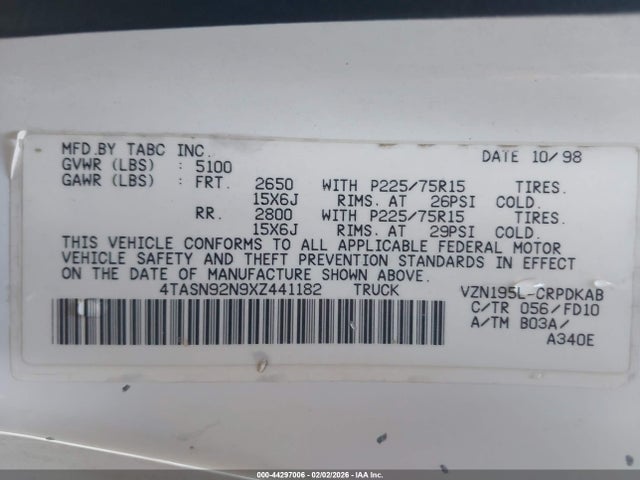 MFD.BY TABC INC. DATE 10/98
GVWR (LBS) : 5100
GAWR (LBS) : FRT. 2650 WITH P225/75R15 TIRES.
15X6J RIMS. AT 26PSI COLD.
RR. 2800 WITH P225/75R15 TIRES.
15X6J RIMS. AT 29PSI COLD.
THIS VEHICLE CONFORMS TO ALL APPLICABLE FEDERAL MOTOR
VEHICLE SAFETY AND THEFT PREVENTION STANDARDS IN EFFECT
ON THE DATE OF MANUFACTURE SHOWN ABOVE.
4TASN92N9XZ441182 TRUCK VZN195L-CRPDKAB
C/TR 056/FD10
A/TM B03A/
A340E
000-44297006 - 02/02/2026 - IAA Inc.